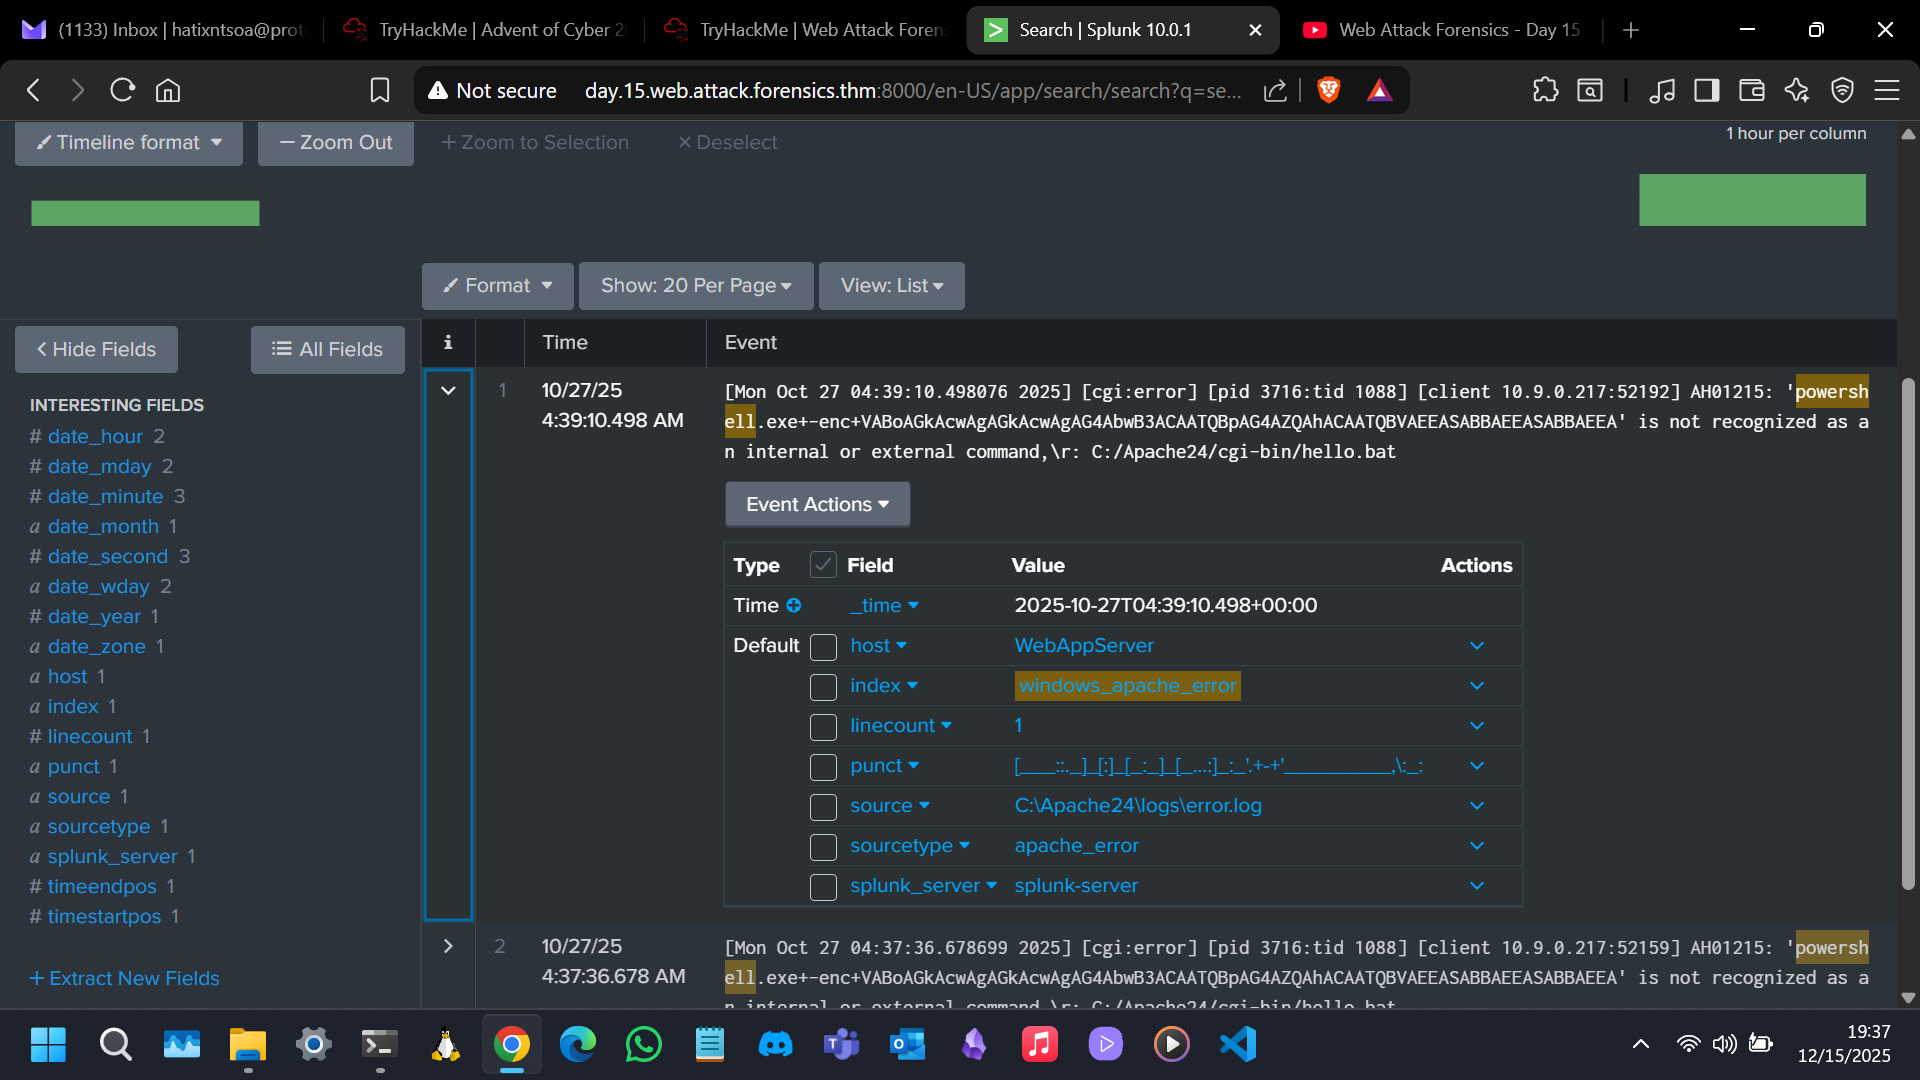 (1133) Inbox | hatixntsoa@prot
TryHackMe | Advent of Cyber 2
TryHackMe | Web Attack Foren
Search | Splunk 10.0.1
Web Attack Forensics - Day 15
Not secure
day.15.web.attack.forensics.thm:8000/en-US/app/search/search?q=se...
Timeline format
— Zoom Out
+ Zoom to Selection
× Deselect
1 hour per column
Format
Show: 20 Per Page
View: List
< Hide Fields
All Fields
i
Time
Event
INTERESTING FIELDS
# date_hour 2
# date_mday 2
# date_minute 3
a date_month 1
# date_second 3
a date_wday 2
# date_year 1
a date_zone 1
a host 1
a index 1
# linecount 1
a punct 1
a source 1
a sourcetype 1
a splunk_server 1
# timeendpos 1
# timestartpos 1
+ Extract New Fields
1
10/27/25
4:39:10.498 AM
[Mon Oct 27 04:39:10.498076 2025] [cgi:error] [pid 3716:tid 1088] [client 10.9.0.217:52192] AH01215: 'powersh
ell.exe+-enc+VABoAGkAcwAgAGkAcwAgAG4AbwB3ACAATQBpAG4AZQAhACAATQBVAEEASABBAEEASABBAEEA' is not recognized as a
n internal or external command,\r: C:/Apache24/cgi-bin/hello.bat
Event Actions
Type
Field
Value
Actions
Time
_time
2025-10-27T04:39:10.498+00:00
Default
host
WebAppServer
index
windows_apache_error
linecount
1
punct
[____::._]_[:]_[_:_]_[_...:]_:_'.+-+'__________,\:_:
source
C:\Apache24\logs\error.log
sourcetype
apache_error
splunk_server
splunk-server
2
10/27/25
4:37:36.678 AM
[Mon Oct 27 04:37:36.678699 2025] [cgi:error] [pid 3716:tid 1088] [client 10.9.0.217:52159] AH01215: 'powersh
ell.exe+-enc+VABoAGkAcwAgAGkAcwAgAG4AbwB3ACAATQBpAG4AZQAhACAATQBVAEEASABBAEEASABBAEEA' is not recognized as a
n internal or external command,\r: C:/Apache24/cgi-bin/hello.bat
19:37
12/15/2025